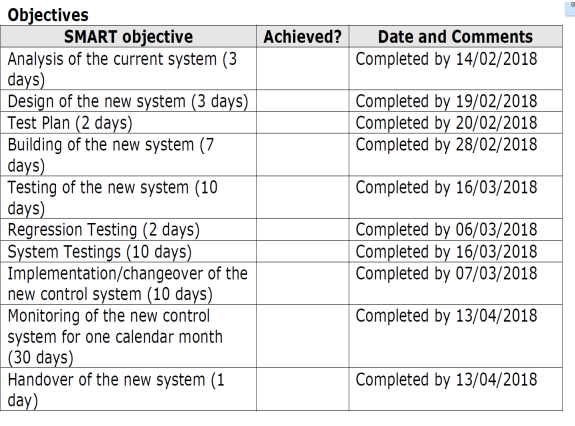 Objectives
SMART objective Achieved? Date and Comments
Analysis of the current system (3 Completed by 14/02/2018
days)
Design of the new system (3 days) Completed by 19/02/2018
Test Plan (2 days) Completed by 20/02/2018
Building of the new system (7 Completed by 28/02/2018
days)
Testing of the new system (10 Completed by 16/03/2018
days)
Regression Testing (2 days) Completed by 06/03/2018
System Testings (10 days) Completed by 16/03/2018
Implementation/changeover of the Completed by 07/03/2018
new control system (10 days)
Monitoring of the new control Completed by 13/04/2018
system for one calendar month
(30 days)
Handover of the new system (1 Completed by 13/04/2018
day)